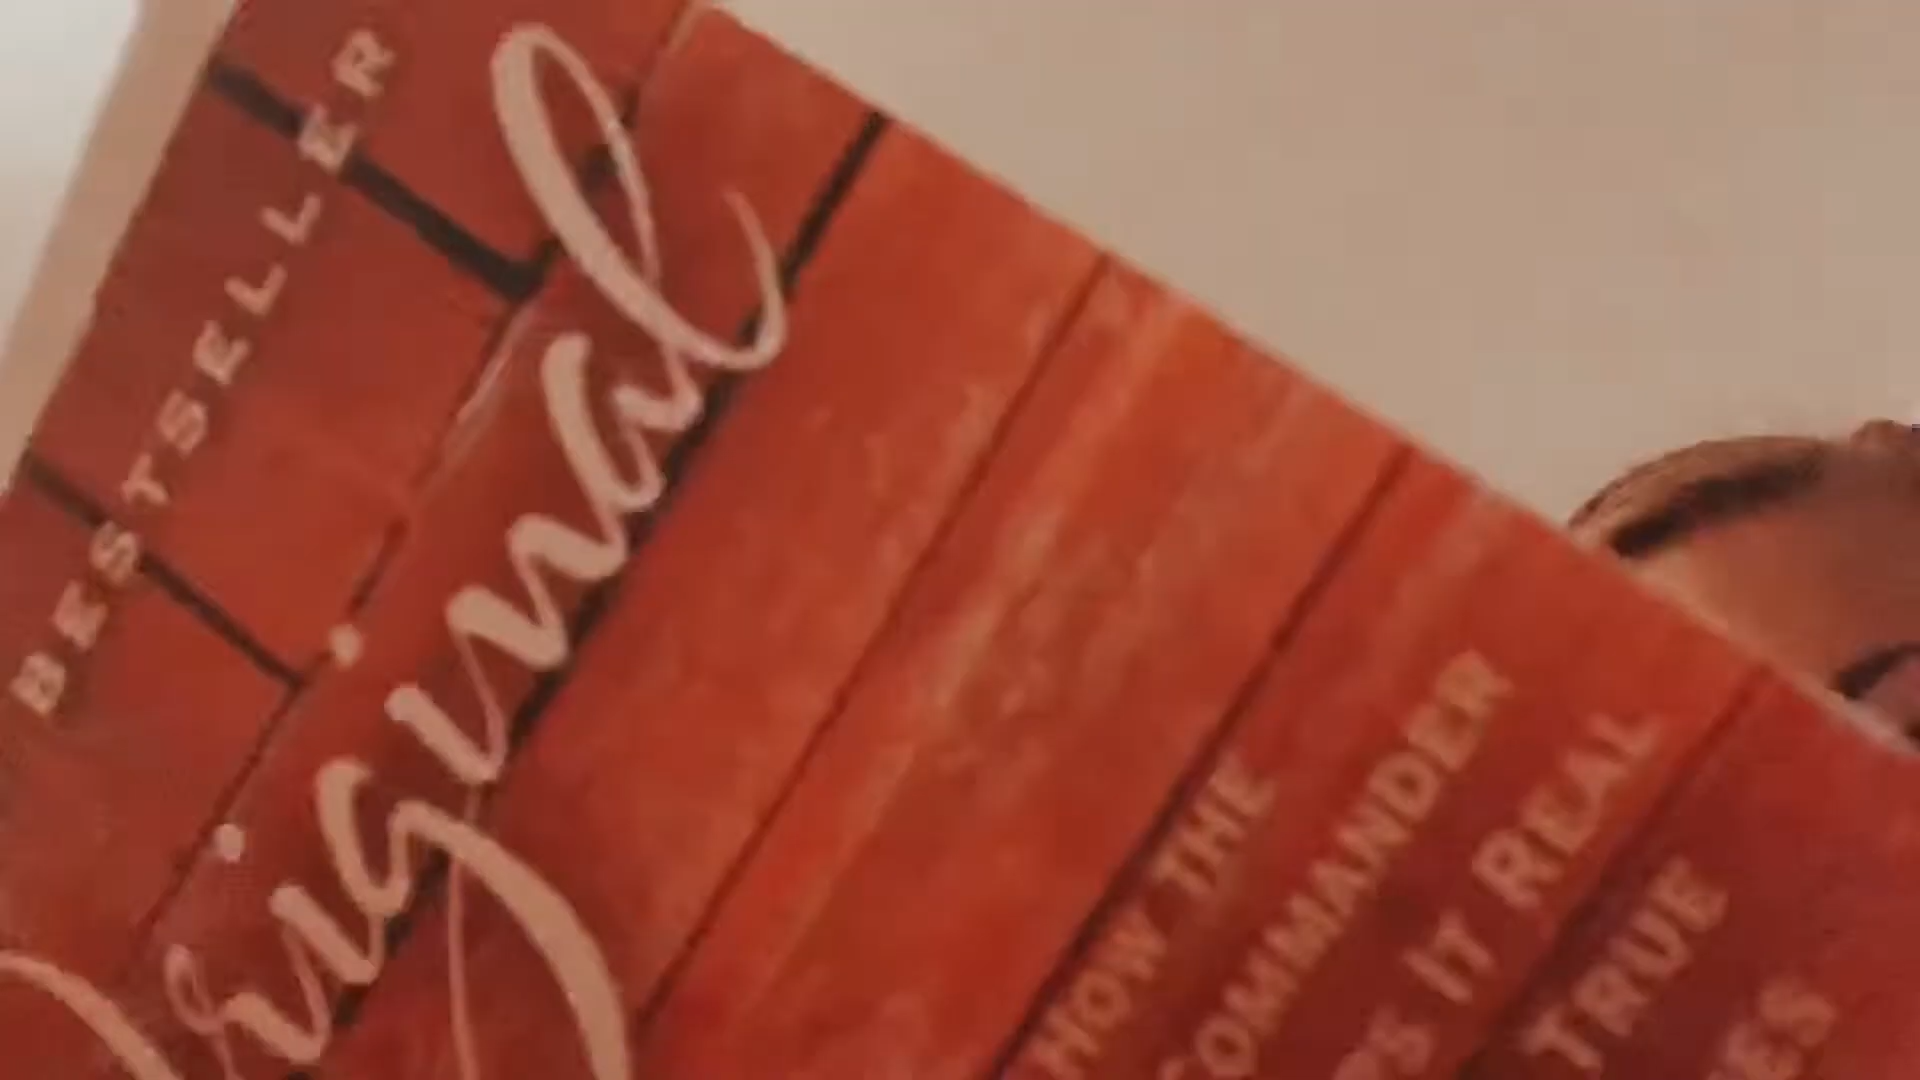 BESTSELLER
Original
HOW THE
COMMANDER
IT REAL
TRUE